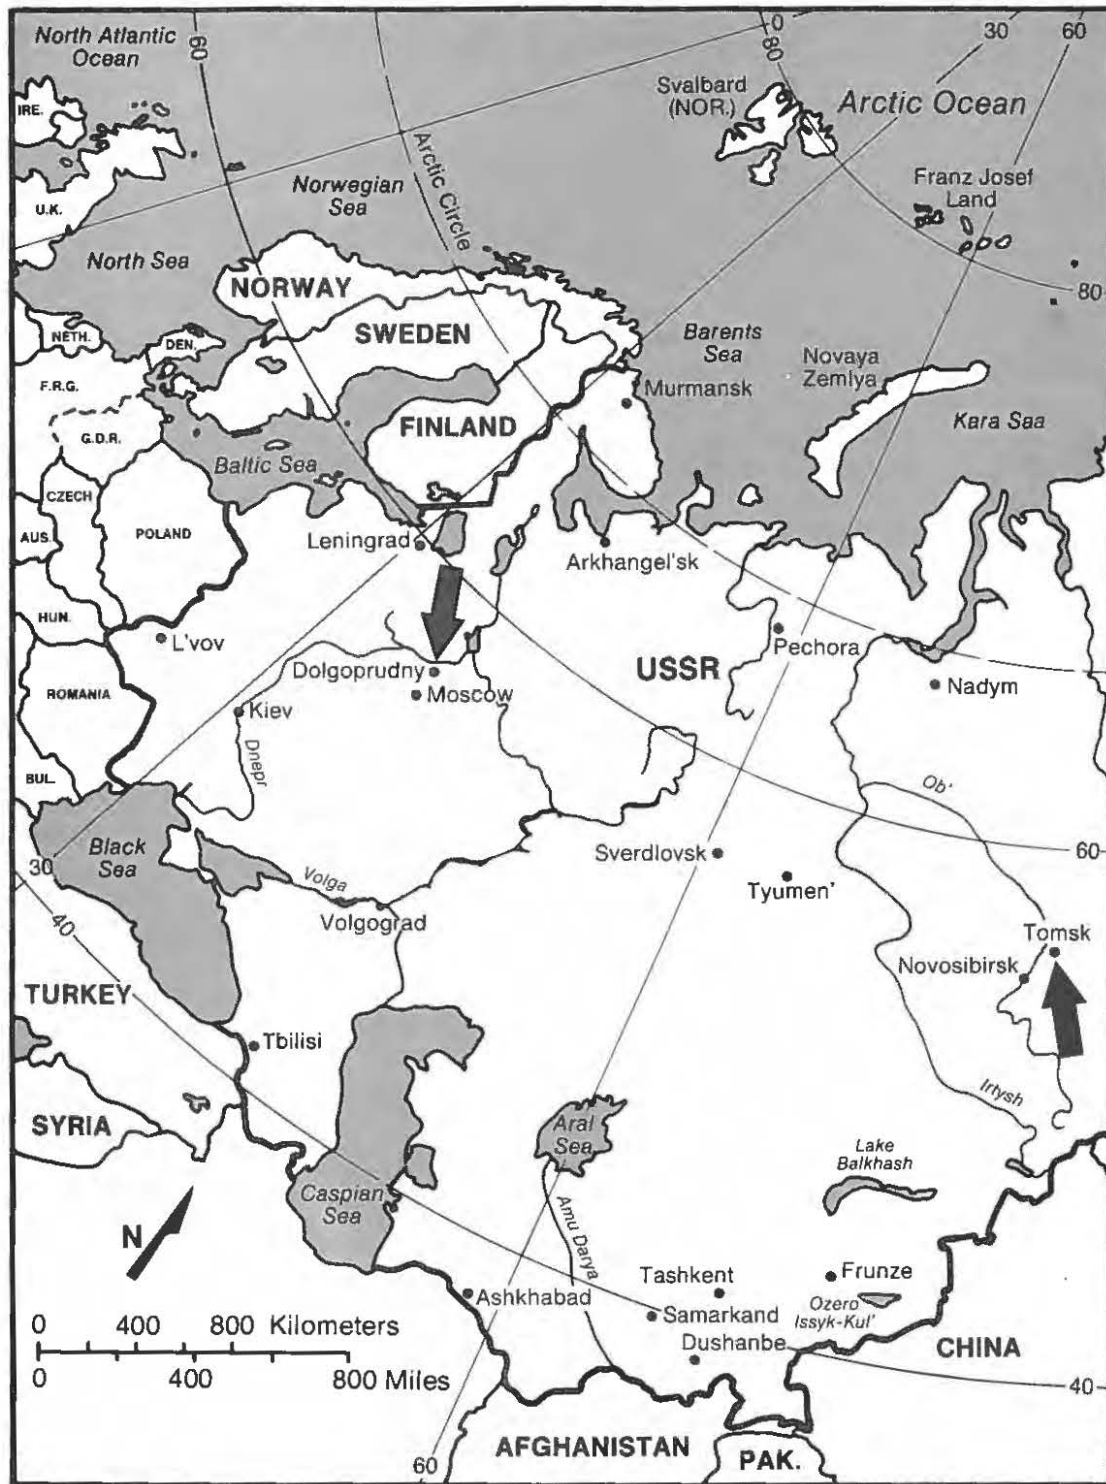 North Atlantic
Ocean
60
0
80
30
60
IRE.
Svalbard
(NOR.)
Arctic Ocean
Arctic Circle
Norwegian
Sea
Franz Josef
Land
U.K.
North Sea
NORWAY
80
SWEDEN
Barents
Sea
NETH.
DEN.
Novaya
Zemlya
F.R.G.
Murmansk
Kara Saa
FINLAND
G.D.R.
Baltic Sea
CZECH
POLAND
AUS.
Leningrad
Arkhangel'sk
HUN.
L'vov
Pechora
USSR
Dolgoprudny
Moscow
Nadym
ROMANIA
Kiev
Dnepr
BUL.
Ob'
Black
Sea
30
Sverdlovsk
60
Tyumen'
Volga
Volgograd
40
Tomsk
Novosibirsk
TURKEY
Tbilisi
Irtysh
SYRIA
Aral
Sea
Lake
Balkhash
Caspian
Sea
N
Amu Darya
Tashkent
Frunze
Ashkhabad
Samarkand
Ozero
Issyk-Kul'
Dushanbe
CHINA
0 400 800 Kilometers
0 400 800 Miles
40
60
AFGHANISTAN
PAK.